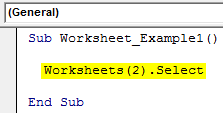 (General)
Sub Worksheet_Example1()
Worksheets(2).Select
End Sub